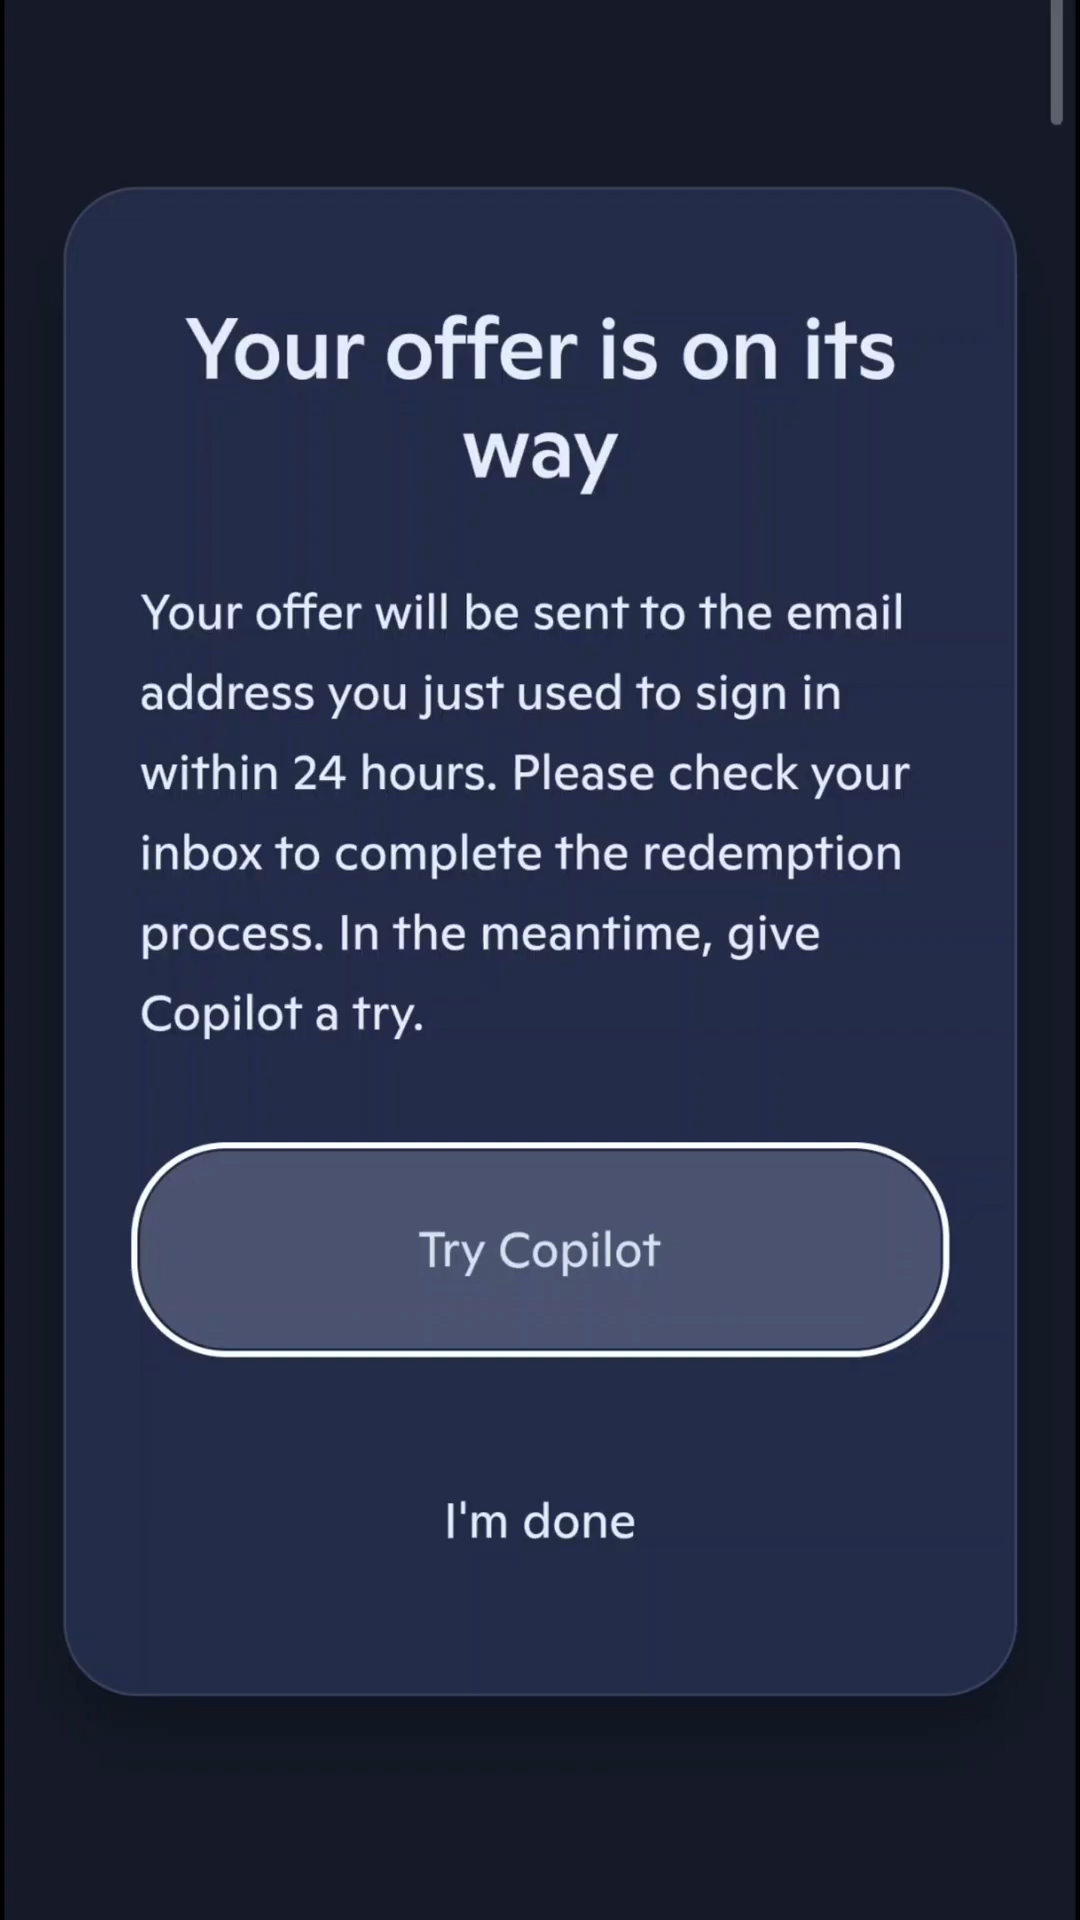 Your offer is on its
way
Your offer will be sent to the email
address you just used to sign in
within 24 hours. Please check your
inbox to complete the redemption
process. In the meantime, give
Copilot a try.
Try Copilot
I'm done